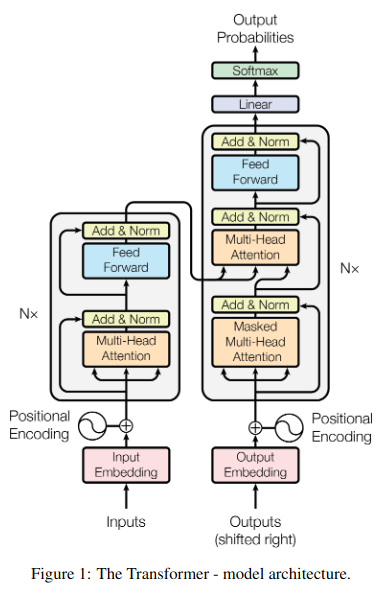 Output
Probabilities
Softmax
Linear
Add & Norm
Feed
Forward
Add & Norm
Multi-Head
Attention
Add & Norm
Masked
Multi-Head
Attention
Nx
Positional
Encoding
Output
Embedding
Outputs
(shifted right)
Add & Norm
Feed
Forward
Add & Norm
Multi-Head
Attention
N×
Positional
Encoding
Input
Embedding
Inputs
Figure 1: The Transformer - model architecture.